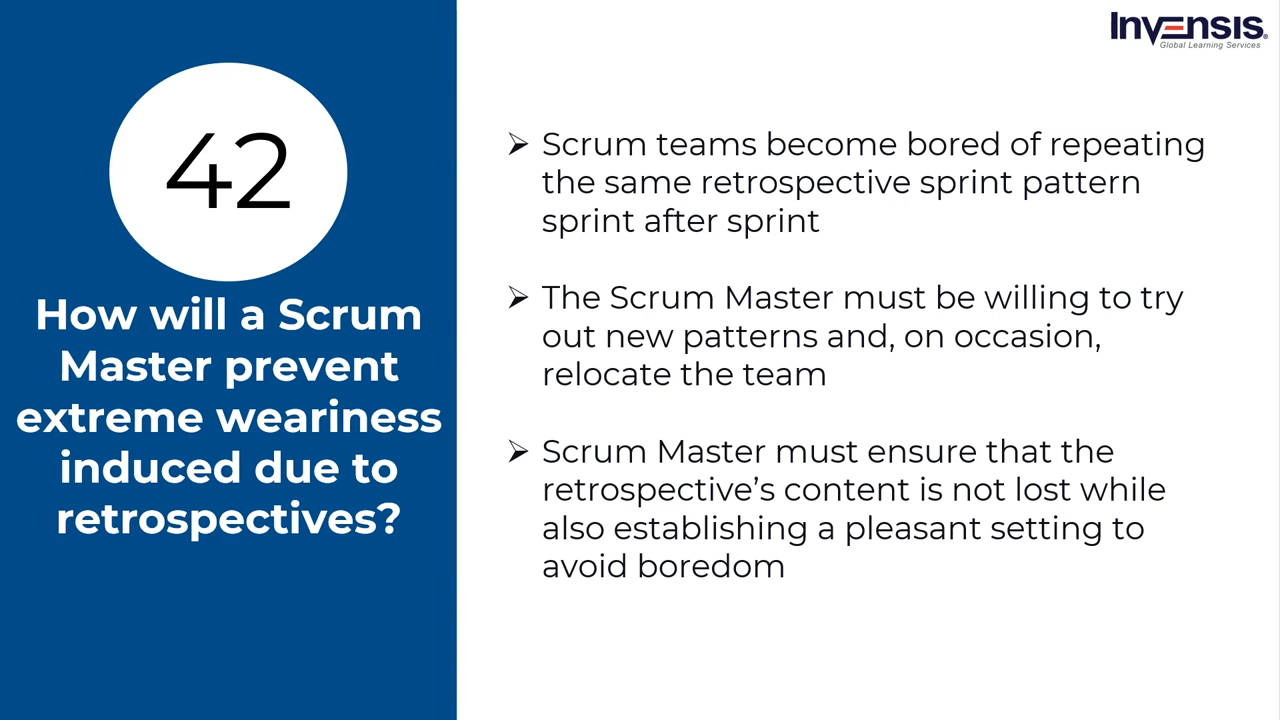 Invensis®
Global Learning Services
42
How will a Scrum
Master prevent
extreme weariness
induced due to
retrospectives?
➢ Scrum teams become bored of repeating
the same retrospective sprint pattern
sprint after sprint
➢ The Scrum Master must be willing to try
out new patterns and, on occasion,
relocate the team
➢ Scrum Master must ensure that the
retrospective’s content is not lost while
also establishing a pleasant setting to
avoid boredom